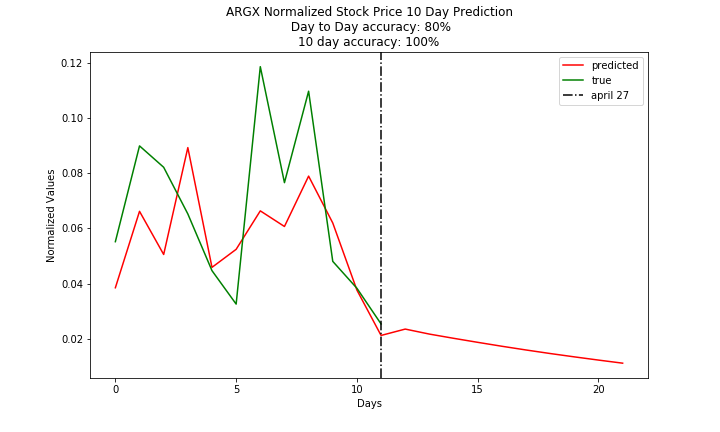 ARGX Normalized Stock Price 10 Day Prediction
Day to Day accuracy: 80%
10 day accuracy: 100%
predicted
true
april 27
0.12
0.10
0.08
0.06
0.04
0.02
Normalized Values
0 5 10 15 20
Days